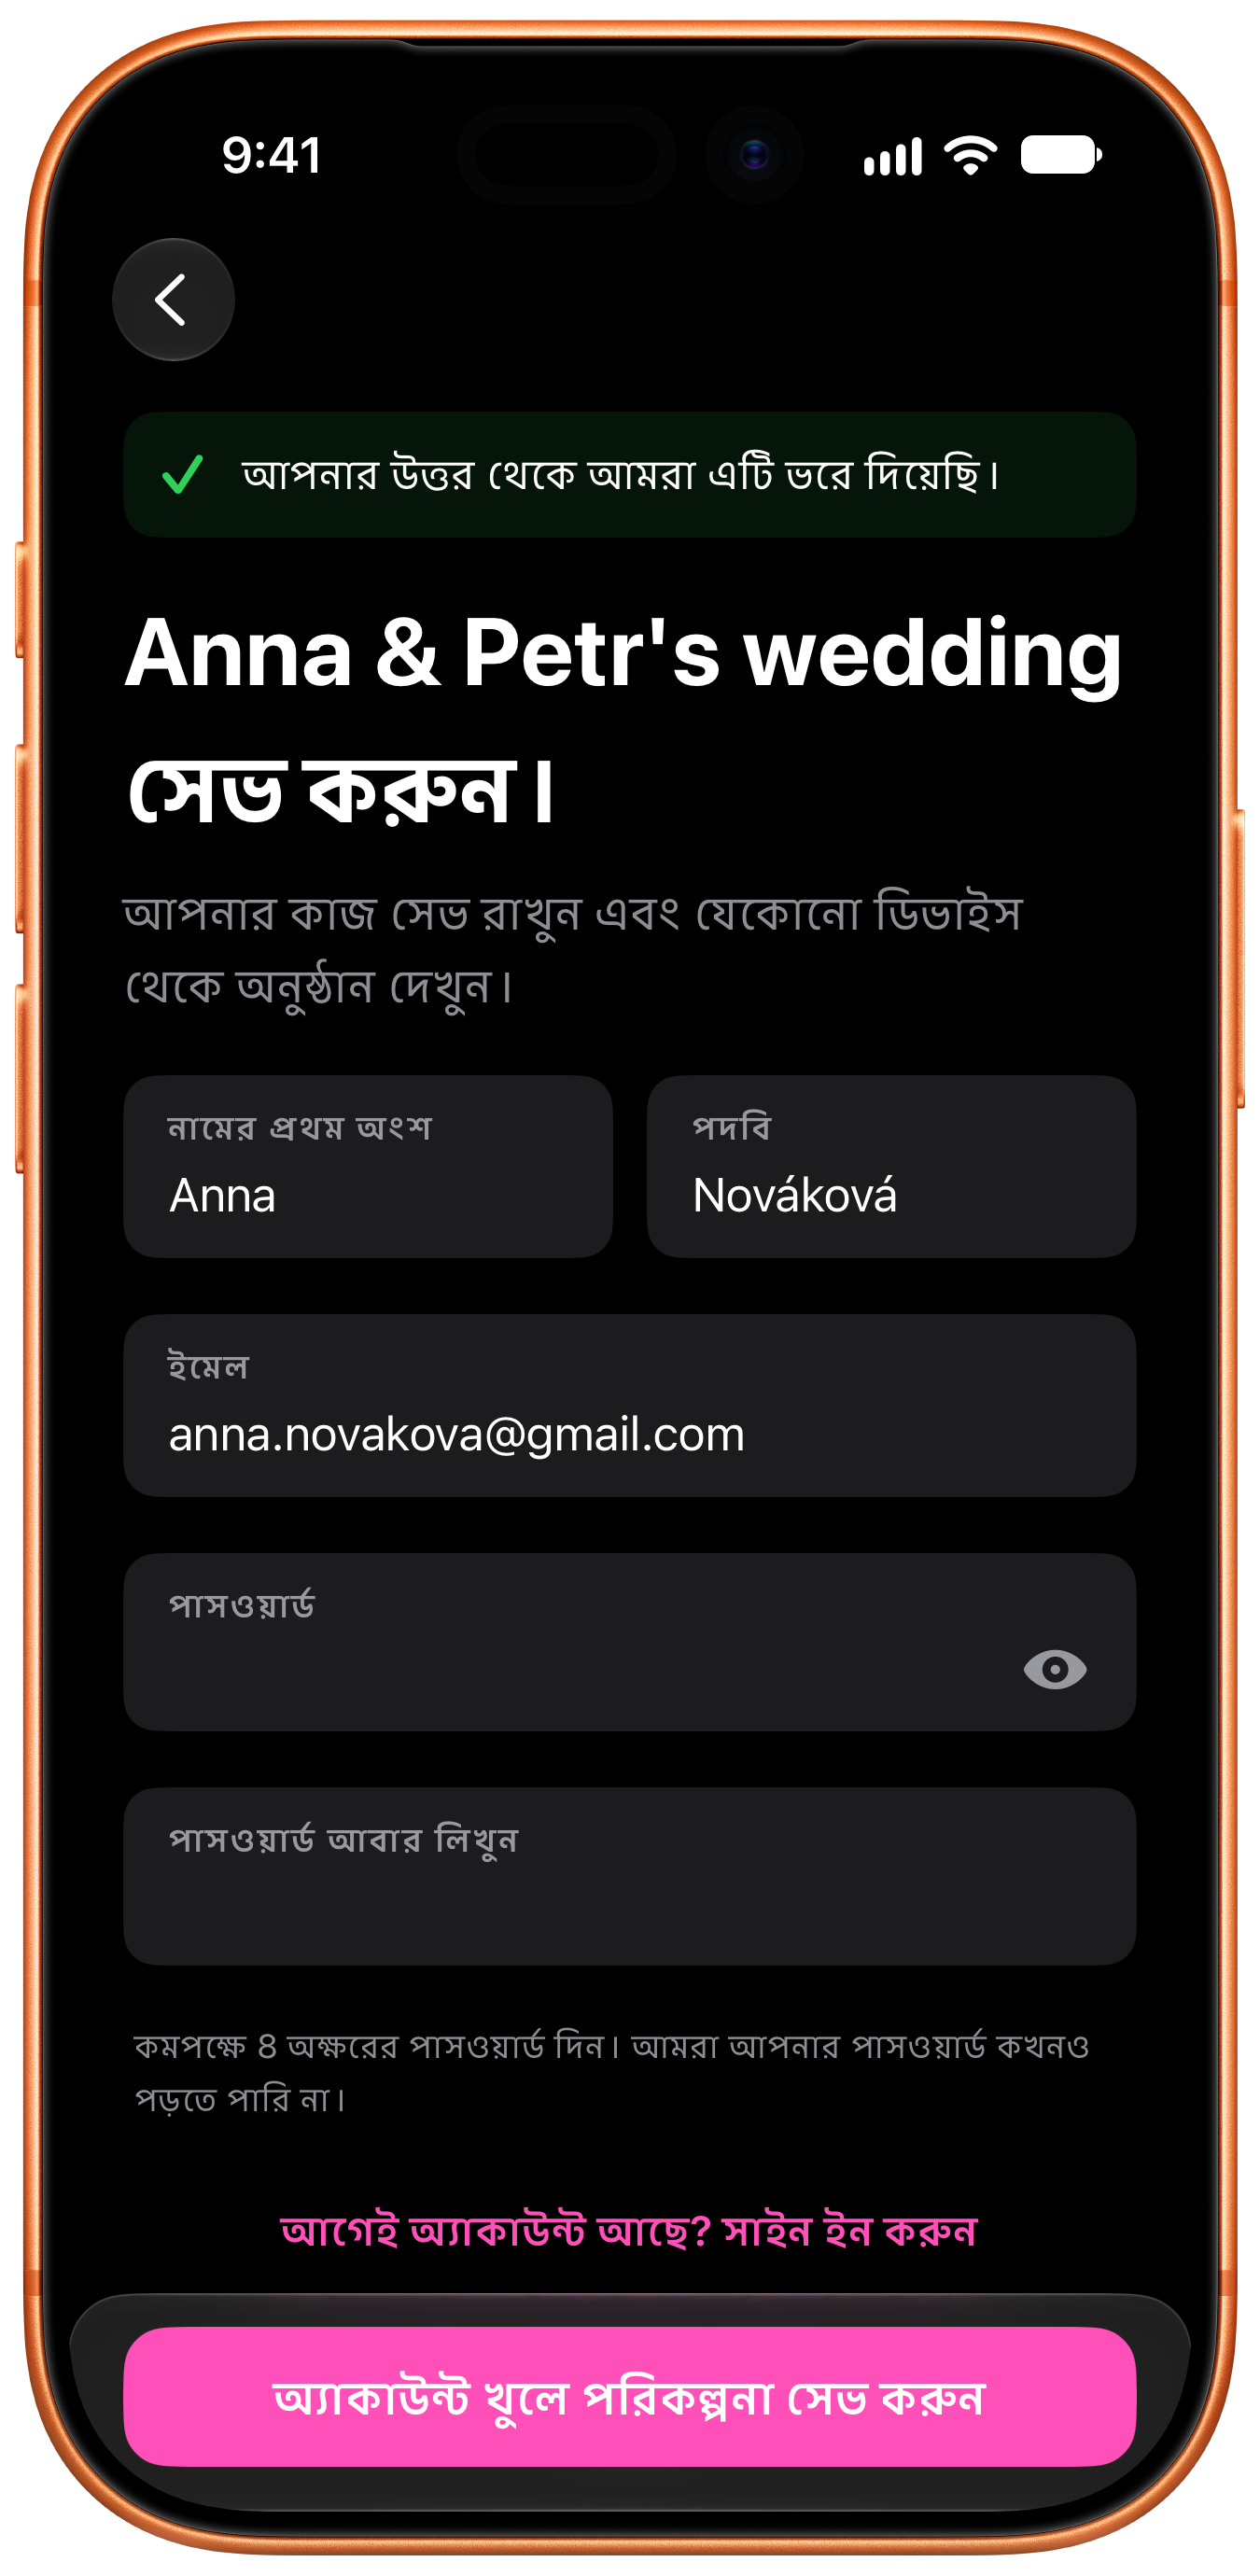 9:41
আপনার উত্তর থেকে আমরা এটি ভরে দিয়েছি।
Anna & Petr's wedding
সেভ করুন।
আপনার কাজ সেভ রাখুন এবং যেকোনো ডিভাইস
থেকে অনুষ্ঠান দেখুন।
নামের প্রথম অংশ
পদবি
Anna
Nováková
ইমেল
anna.novakova@gmail.com
পাসওয়ার্ড
পাসওয়ার্ড আবার লিখুন
কমপক্ষে 8 অক্ষরের পাসওয়ার্ড দিন। আমরা আপনার পাসওয়ার্ড কখনও
পড়তে পারি না।
আগেই অ্যাকাউন্ট আছে? সাইন ইন করুন
অ্যাকাউন্ট খুলে পরিকল্পনা সেভ করুন